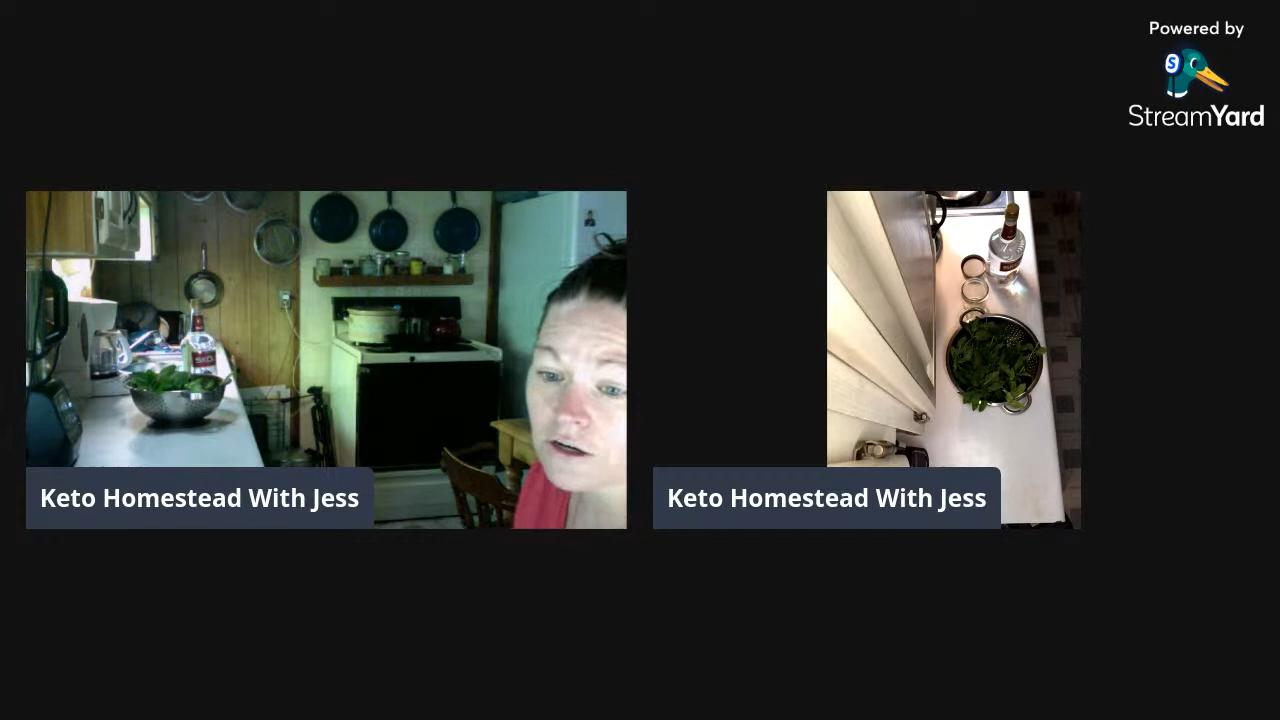 Powered by
S
StreamYard
Keto Homestead With Jess
Keto Homestead With Jess